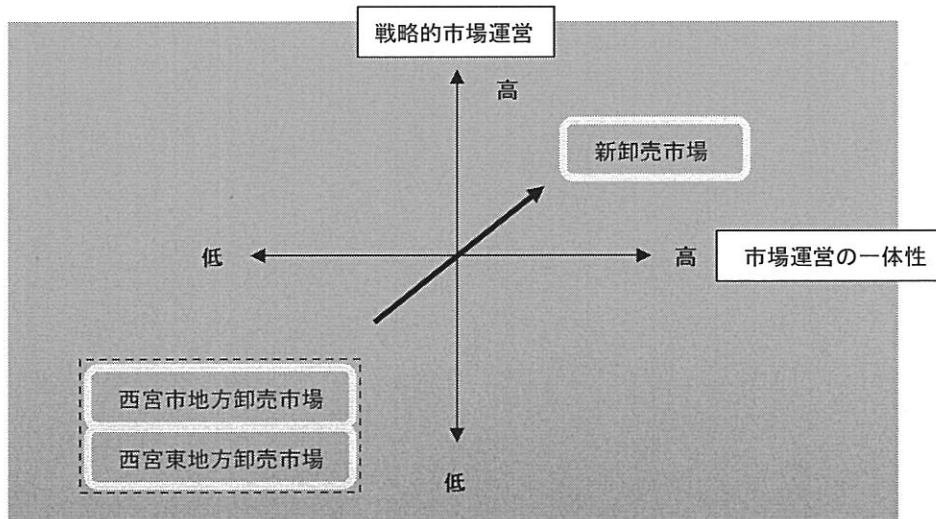 戦略的市場運営
高
新卸売市場
低
高
市場運営の一体性
西宮市地方卸売市場
西宮東地方卸売市場
低